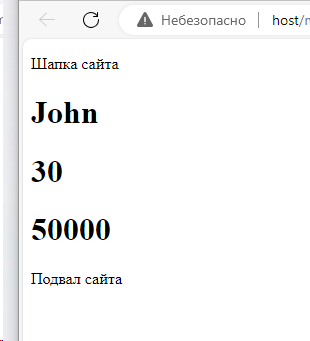 Небезопасно | host/
Шапка сайта
John
30
50000
Подвал сайта